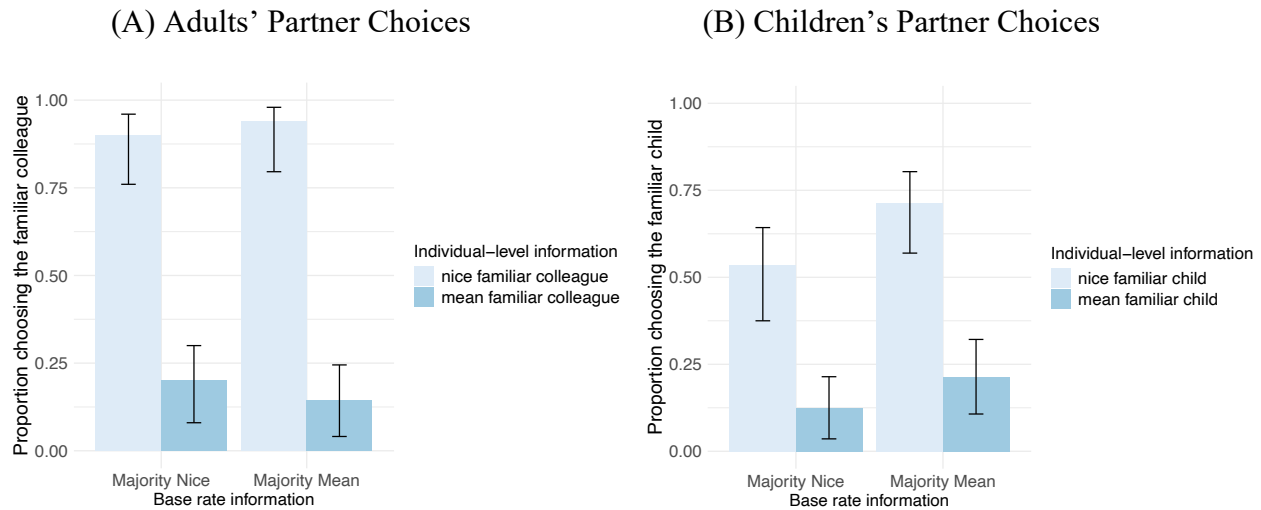 (A) Adults’ Partner Choices
Proportion choosing the familiar colleague
1.00
0.75
0.50
0.25
0.00
Majority Nice
Majority Mean
Base rate information
Individual−level information
nice familiar colleague
mean familiar colleague
(B) Children’s Partner Choices
Proportion choosing the familiar child
1.00
0.75
0.50
0.25
0.00
Majority Nice
Majority Mean
Base rate information
Individual−level information
nice familiar child
mean familiar child